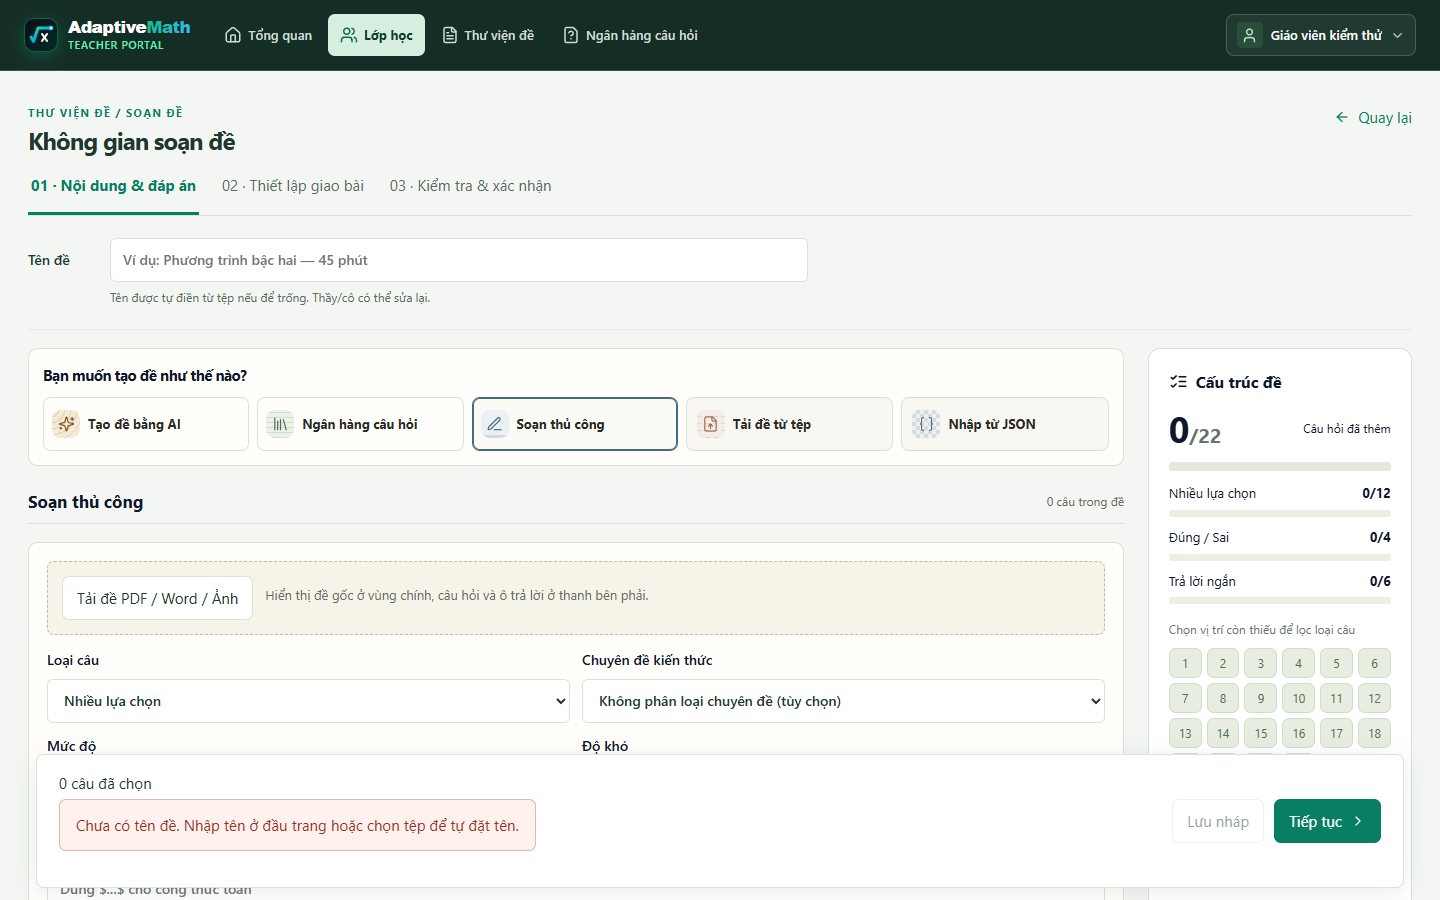 AdaptiveMath
TEACHER PORTAL
Tổng quan
Lớp học
Thư viện đề
Ngân hàng câu hỏi
Giáo viên kiểm thử
THƯ VIỆN ĐỀ / SOẠN ĐỀ
Không gian soạn đề
Quay lại
01 · Nội dung & đáp án
02 · Thiết lập giao bài
03 · Kiểm tra & xác nhận
Tên đề
Ví dụ: Phương trình bậc hai — 45 phút
Tên được tự điền từ tệp nếu để trống. Thầy/cô có thể sửa lại.
Bạn muốn tạo đề như thế nào?
Tạo đề bằng AI
Ngân hàng câu hỏi
Soạn thủ công
Tải đề từ tệp
Nhập từ JSON
Soạn thủ công
0 câu trong đề
Tải đề PDF / Word / Ảnh
Hiển thị đề gốc ở vùng chính, câu hỏi và ô trả lời ở thanh bên phải.
Loại câu
Chuyên đề kiến thức
Nhiều lựa chọn
Không phân loại chuyên đề (tùy chọn)
Mức độ
Độ khó
Cấu trúc đề
0/22
Câu hỏi đã thêm
Nhiều lựa chọn 0/12
Đúng / Sai 0/4
Trả lời ngắn 0/6
Chọn vị trí còn thiếu để lọc loại câu
1 2 3 4 5 6
7 8 9 10 11 12
13 14 15 16 17 18
0 câu đã chọn
Chưa có tên đề. Nhập tên ở đầu trang hoặc chọn tệp để tự đặt tên.
Lưu nháp
Tiếp tục
Dùng $...$ cho công thức toán